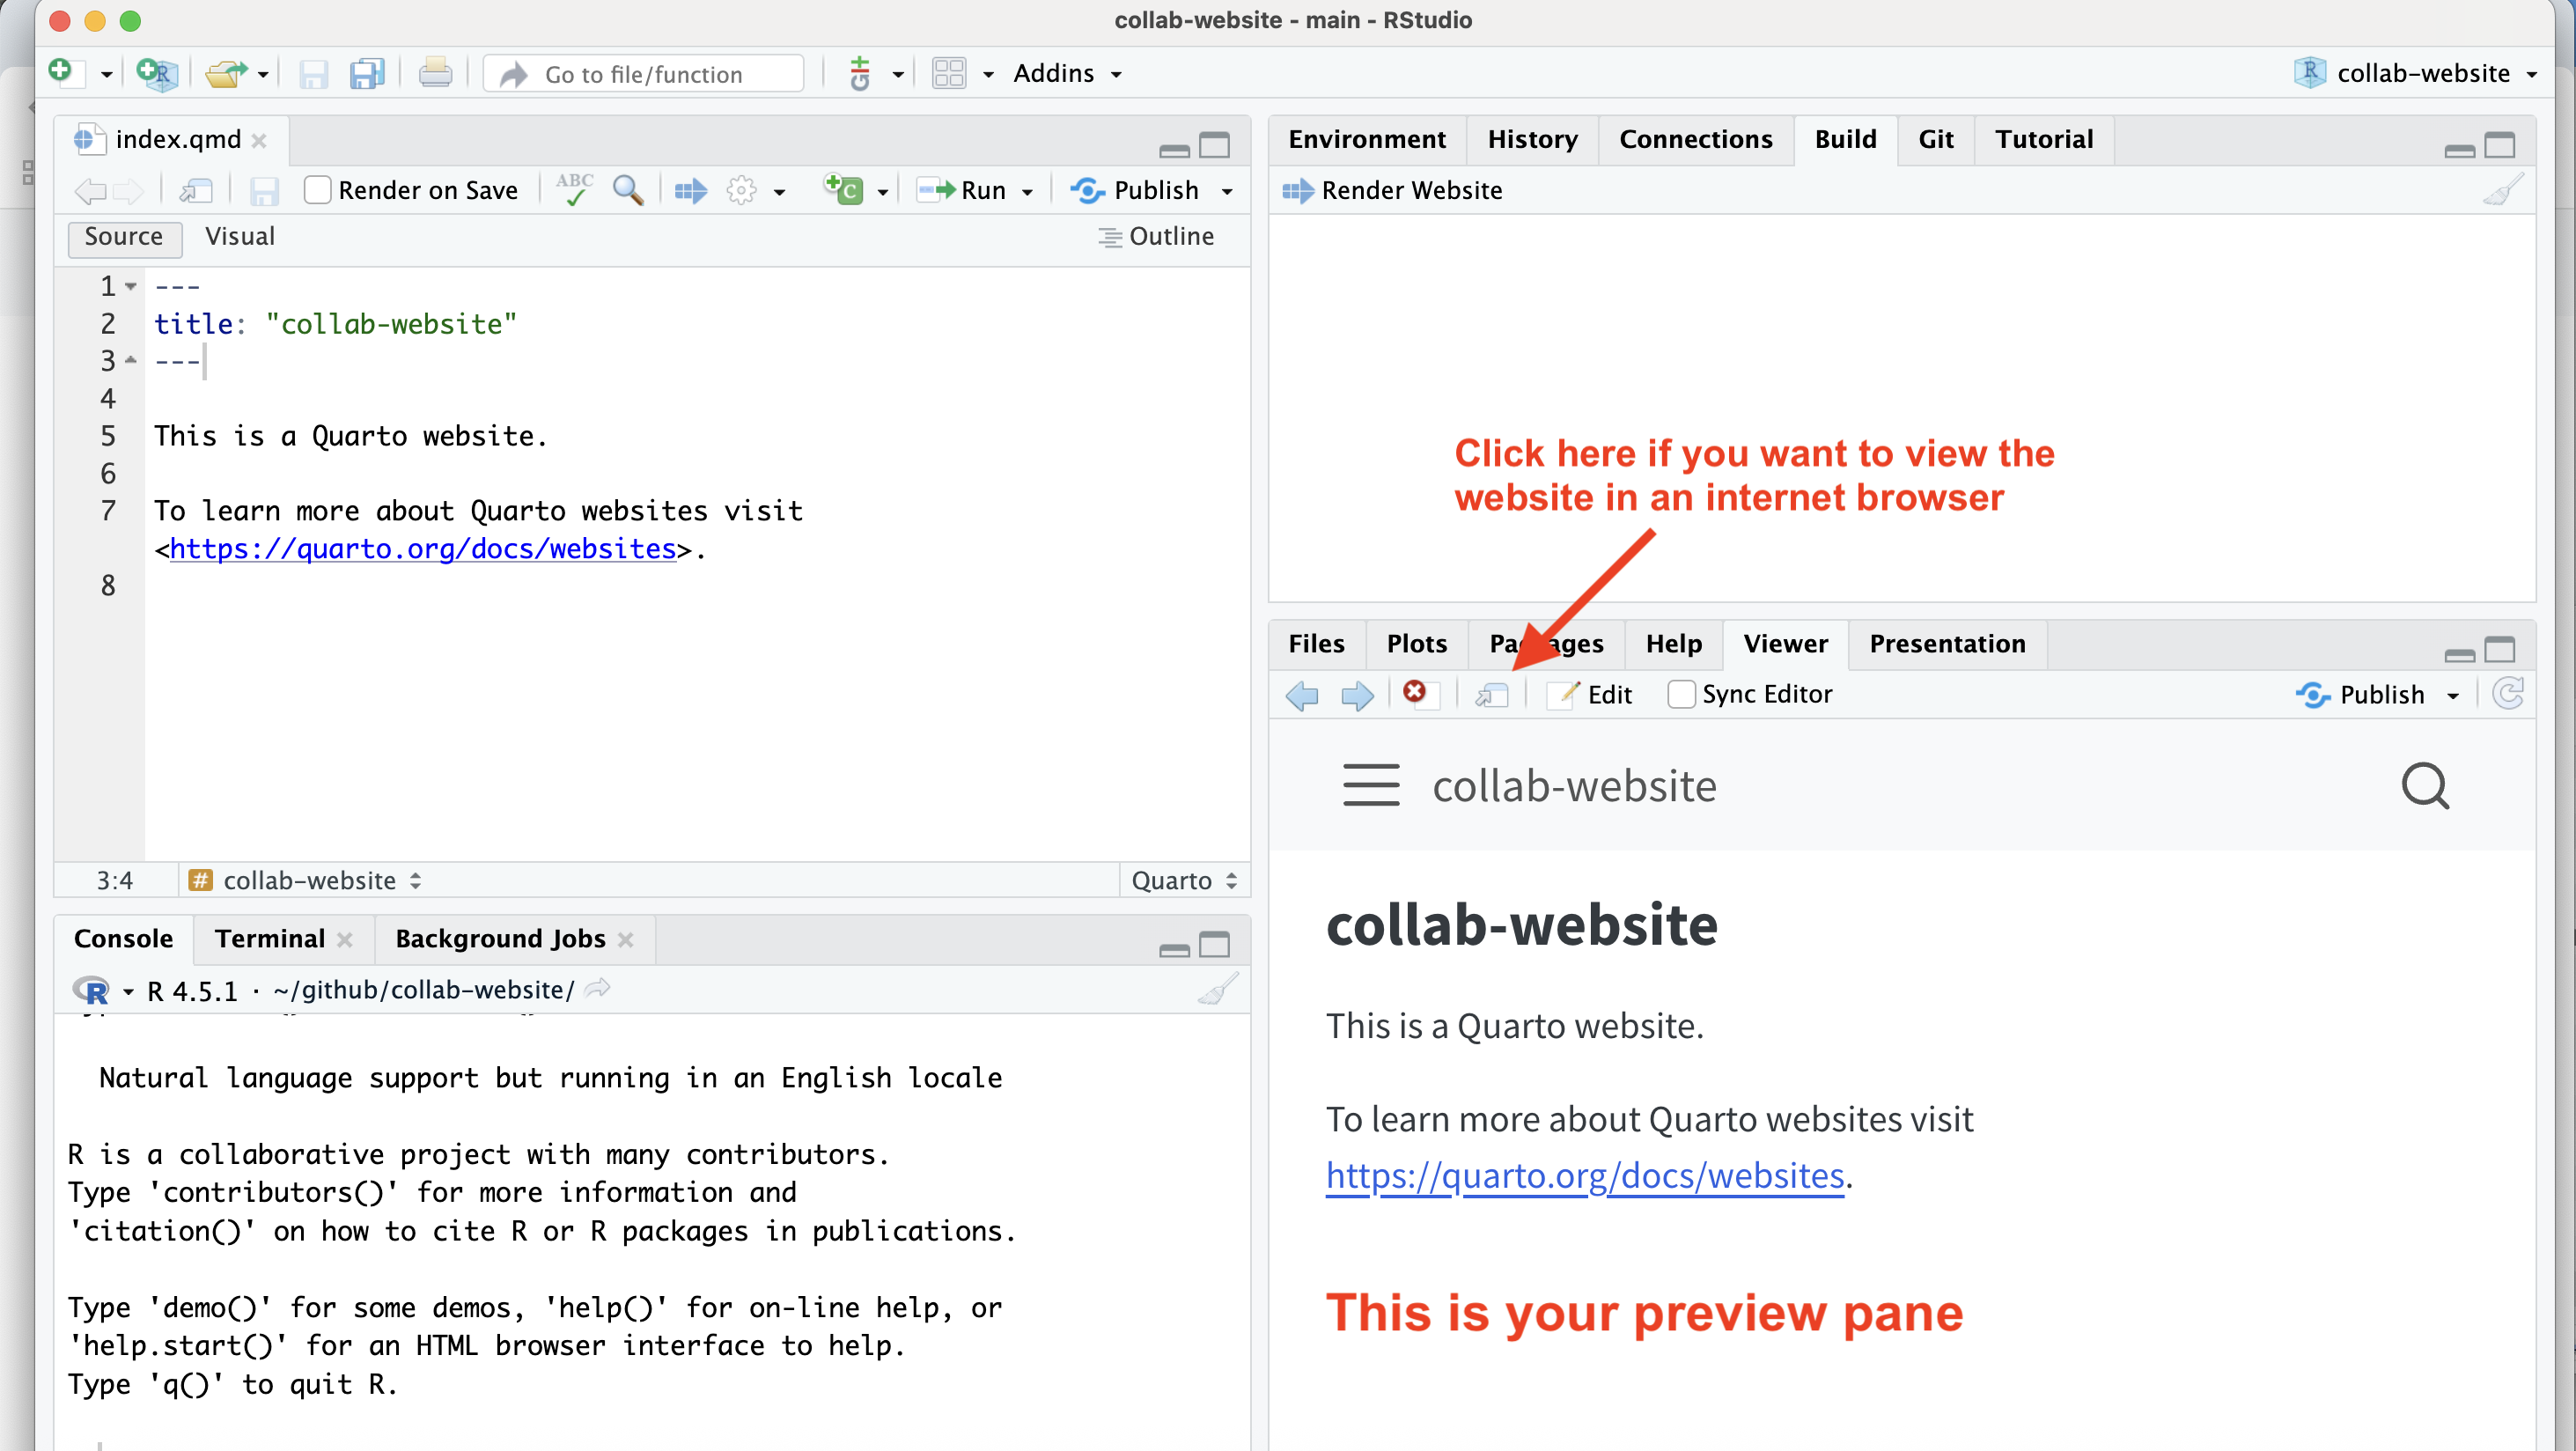 collab-website - main - RStudio
Go to file/function
Addins
collab-website
index.qmd
Render on Save
ABC
Run
Publish
Source
Visual
Outline
1 ---
2 title: "collab-website"
3 ---
4
5 This is a Quarto website.
6
7 To learn more about Quarto websites visit
<https://quarto.org/docs/websites>.
8
3:4
# collab-website
Quarto
Console
Terminal
Background Jobs
R 4.5.1 · ~/github/collab-website/
Natural language support but running in an English locale
R is a collaborative project with many contributors.
Type 'contributors()' for more information and
'citation()' on how to cite R or R packages in publications.
Type 'demo()' for some demos, 'help()' for on-line help, or
'help.start()' for an HTML browser interface to help.
Type 'q()' to quit R.
Environment
History
Connections
Build
Git
Tutorial
Render Website
Click here if you want to view the
website in an internet browser
Files
Plots
Packages
Help
Viewer
Presentation
Edit
Sync Editor
Publish
collab-website
collab-website
This is a Quarto website.
To learn more about Quarto websites visit
https://quarto.org/docs/websites.
This is your preview pane